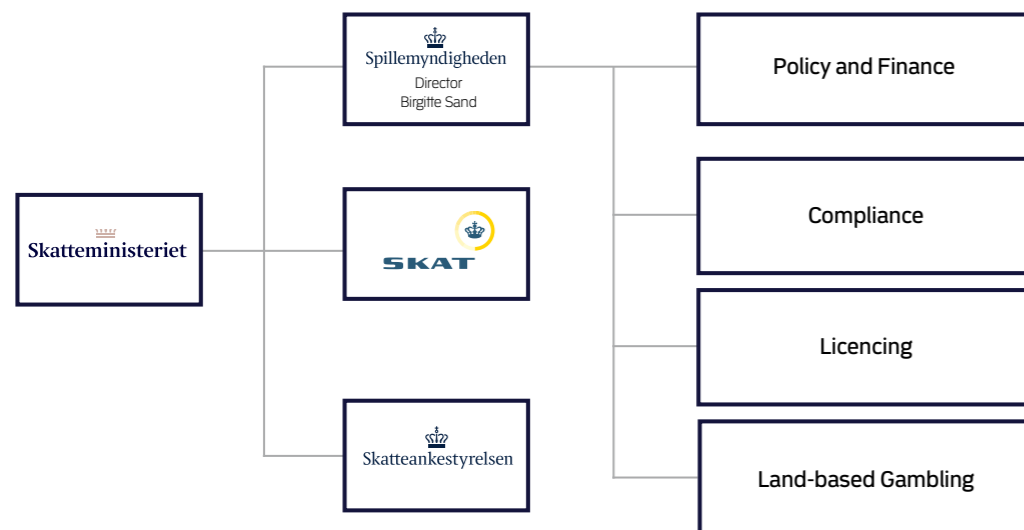 Skatteministeriet
Spillemyndigheden
Director
Birgitte Sand
SKAT
Skatteankestyrelsen
Policy and Finance
Compliance
Licencing
Land-based Gambling